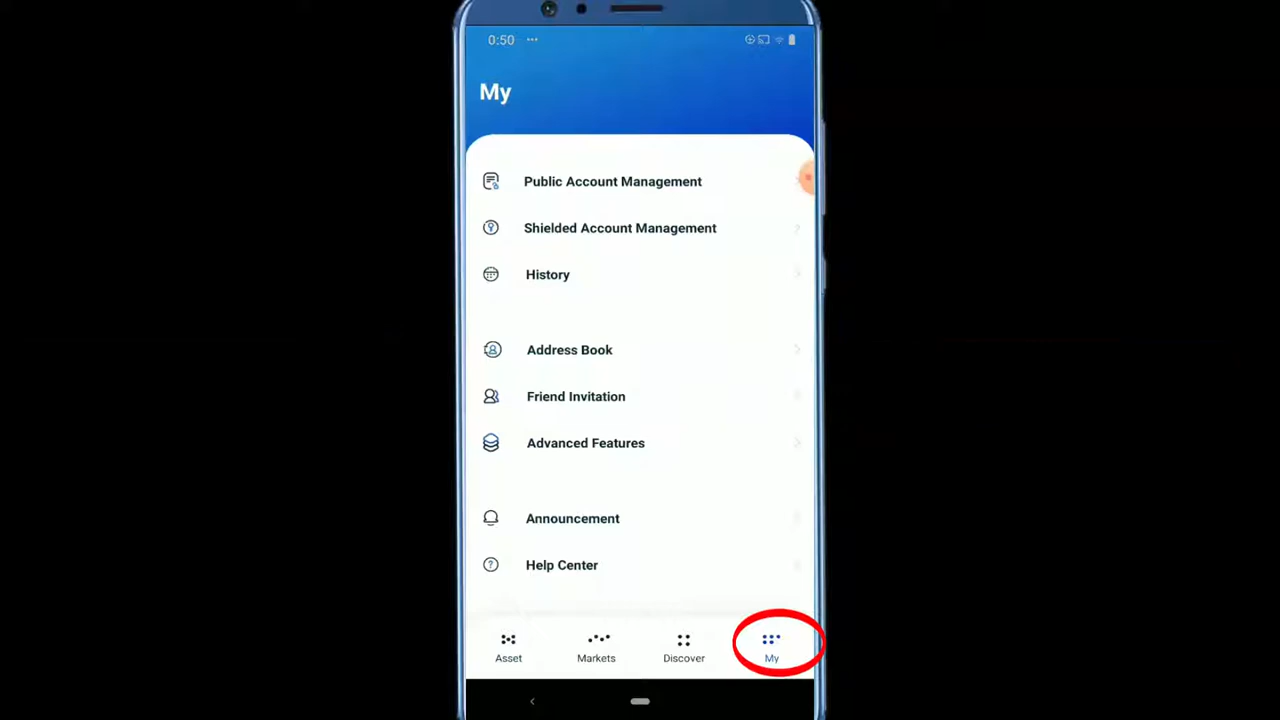 0:50 ...
My
Public Account Management
Shielded Account Management
History
Address Book
Friend Invitation
Advanced Features
Announcement
Help Center
Asset
Markets
Discover
My